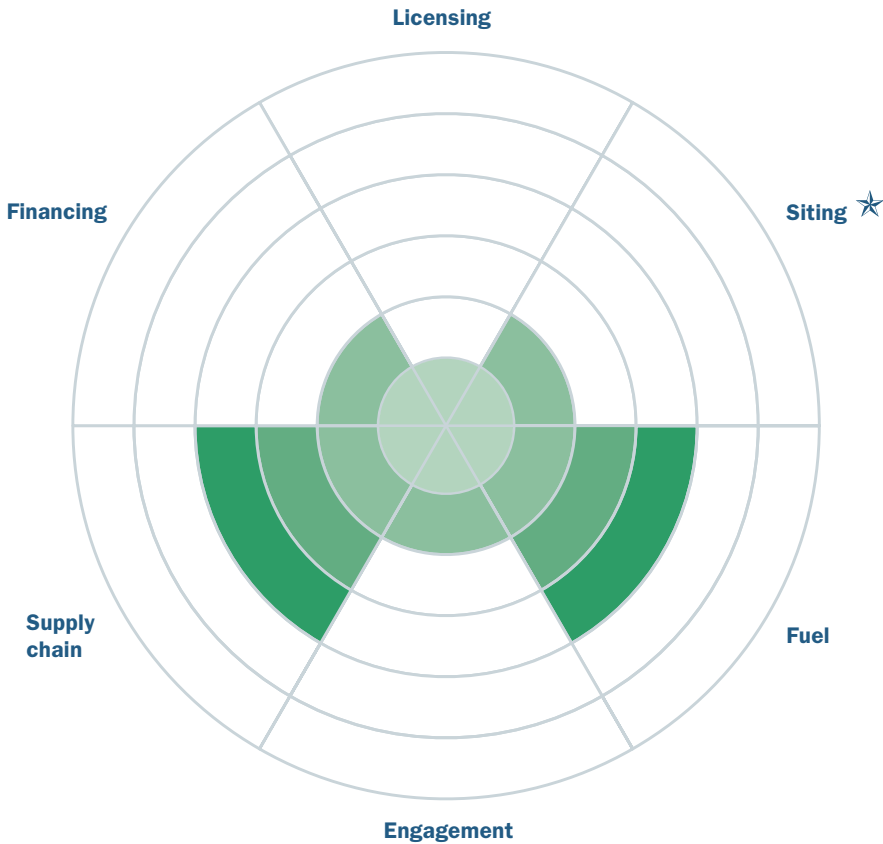 Licensing
Financing
Siting
Supply
chain
Fuel
Engagement